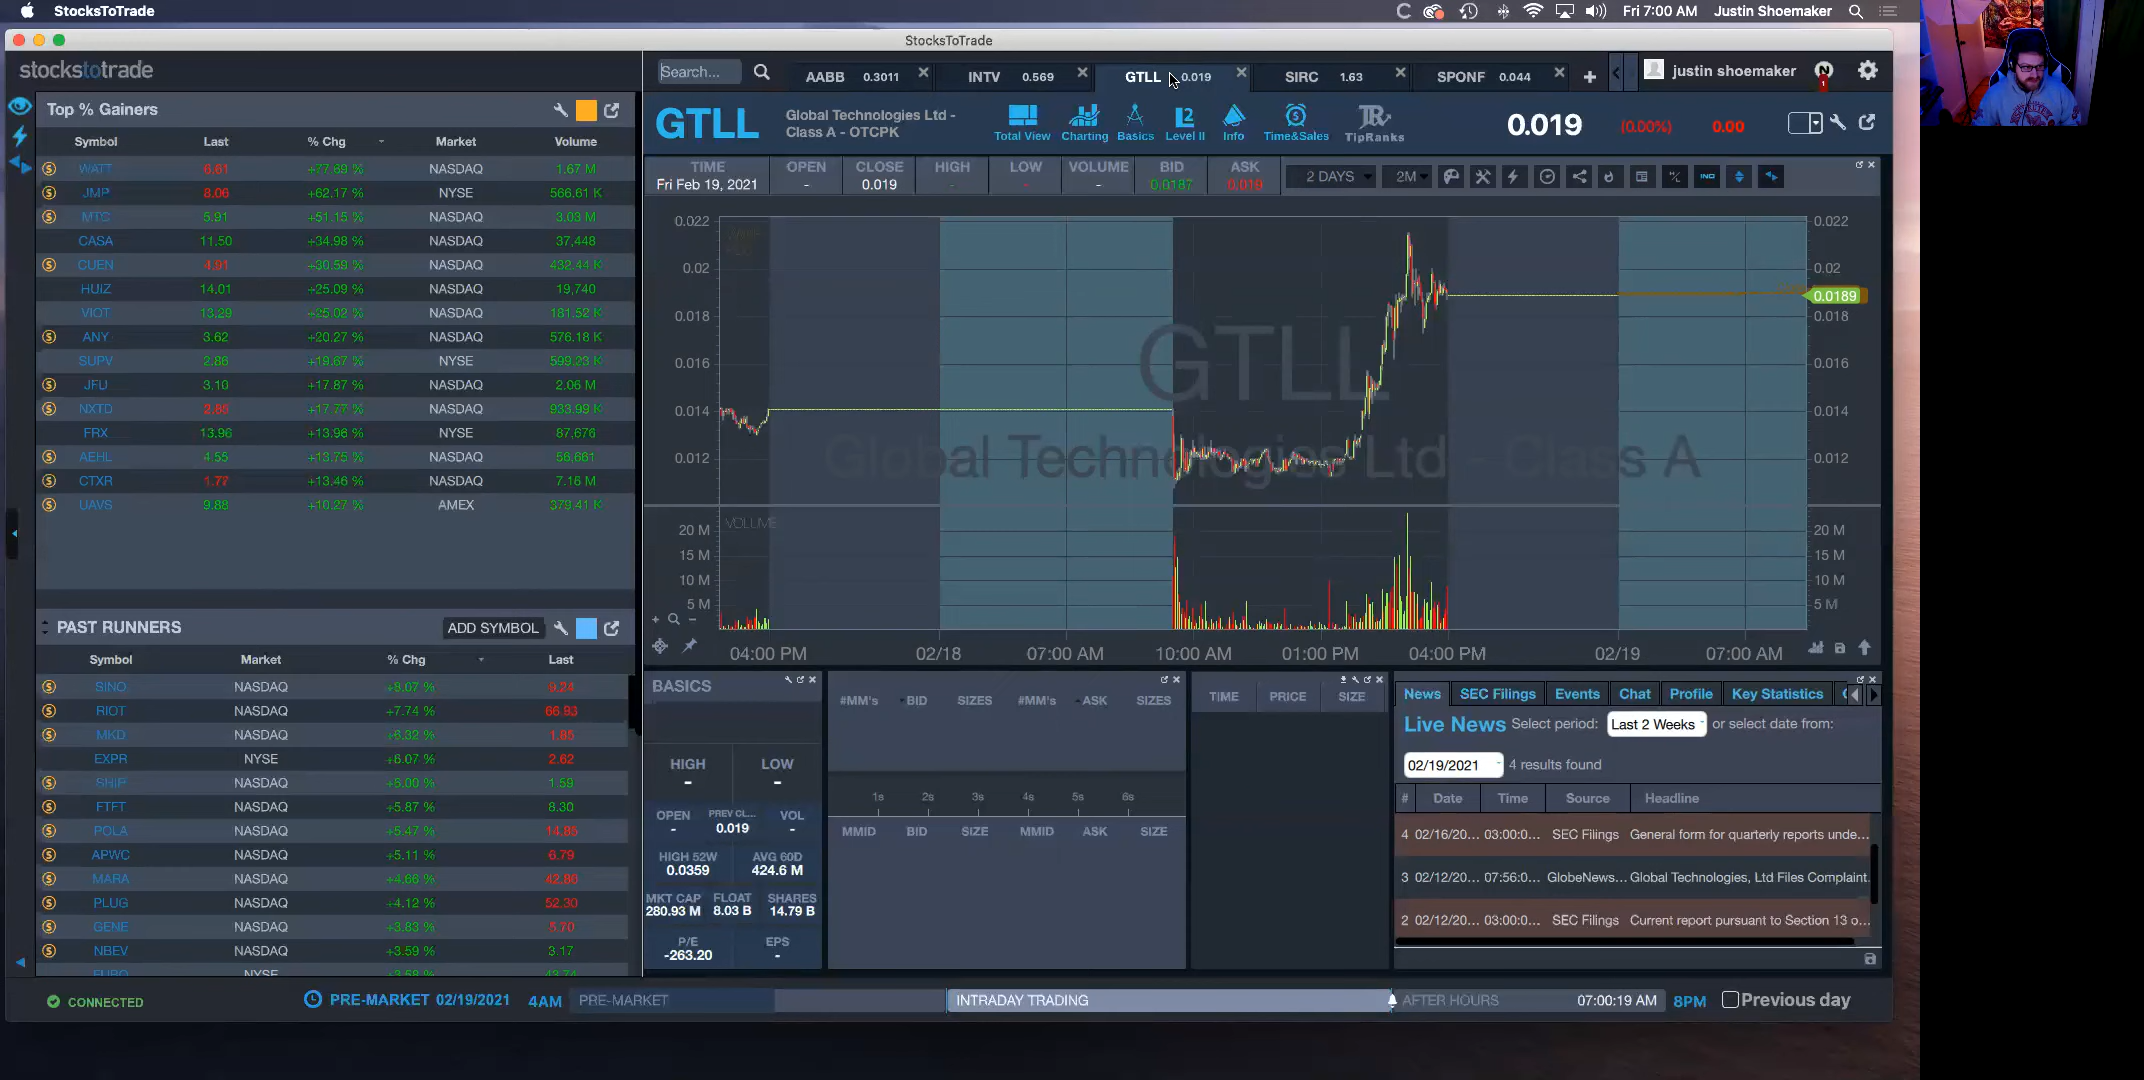 StocksToTrade
Fri 7:00 AM Justin Shoemaker
StocksToTrade
stockstotrade
Search...
AABB 0.3011
INTV 0.569
GTLL 0.019
SIRC 1.63
SPONF 0.044
justin shoemaker
N
1
Top % Gainers
Symbol Last % Chg Market Volume
WATT 6.61 +77.69 % NASDAQ 1.67 M
JMP 8.06 +62.17 % NYSE 566.61 K
MTC 5.91 +51.15 % NASDAQ 3.03 M
CASA 11.50 +34.98 % NASDAQ 37,448
CUEN 4.91 +30.59 % NASDAQ 432.44 K
HUIZ 14.01 +25.09 % NASDAQ 19,740
VIOT 13.29 +25.02 % NASDAQ 181.52 K
ANY 3.62 +20.27 % NASDAQ 576.18 K
SUPV 2.86 +19.67 % NYSE 599.23 K
JFU 3.10 +17.87 % NASDAQ 2.06 M
NXTD 2.85 +17.77 % NASDAQ 933.99 K
FRX 13.96 +13.96 % NYSE 87,676
AEHL 4.55 +13.75 % NASDAQ 56,661
CTXR 1.77 +13.46 % NASDAQ 7.16 M
UAVS 9.88 +10.27 % AMEX 379.41 K
PAST RUNNERS ADD SYMBOL
Symbol Market % Chg Last
SINO NASDAQ +9.07 % 9.24
RIOT NASDAQ +7.74 % 66.93
MKD NASDAQ +6.32 % 1.85
EXPR NYSE +6.07 % 2.62
SHIP NASDAQ +6.00 % 1.59
FTFT NASDAQ +5.87 % 8.30
POLA NASDAQ +5.47 % 14.85
APWC NASDAQ +5.11 % 6.79
MARA NASDAQ +4.66 % 42.80
PLUG NASDAQ +4.12 % 52.30
GENE NASDAQ +3.83 % 5.70
NBEV NASDAQ +3.59 % 3.17
NYSE +3.58 % 43.74
GTLL
Global Technologies Ltd -
Class A - OTCPK
Total View Charting Basics Level II Info Time&Sales TipRanks
0.019 (0.00%) 0.00
TIME OPEN CLOSE HIGH LOW VOLUME BID ASK
Fri Feb 19, 2021 - 0.019 - - - 0.0187 0.019
2 DAYS 2M
IND
0.022 0.022
0.02 0.02
0.0189
0.018 0.018
0.016
0.014 0.014
0.012 0.012
GTLL
Global Technologies Ltd - Class A
VOLUME
20 M 20 M
15 M 15 M
10 M 10 M
5 M 5 M
04:00 PM 02/18 07:00 AM 10:00 AM 01:00 PM 04:00 PM 02/19 07:00 AM
BASICS
HIGH LOW
- -
OPEN PREV CL... VOL
- 0.019 -
HIGH 52W AVG 60D
0.0359 424.6 M
MKT CAP FLOAT SHARES
280.93 M 8.03 B 14.79 B
P/E EPS
-263.20 -
#MM's BID SIZES #MM's ASK SIZES
1s 2s 3s 4s 5s 6s
MMID BID SIZE MMID ASK SIZE
TIME PRICE SIZE
News SEC Filings Events Chat Profile Key Statistics
Live News Select period: Last 2 Weeks or select date from:
02/19/2021 4 results found
# Date Time Source Headline
4 02/16/20... 03:00:0... SEC Filings General form for quarterly reports unde...
3 02/12/20... 07:56:0... GlobeNews... Global Technologies, Ltd Files Complaint
2 02/12/20... 03:00:0... SEC Filings Current report pursuant to Section 13 o...
CONNECTED
PRE-MARKET 02/19/2021 4AM PRE-MARKET INTRADAY TRADING AFTER HOURS 07:00:19 AM 8PM Previous day